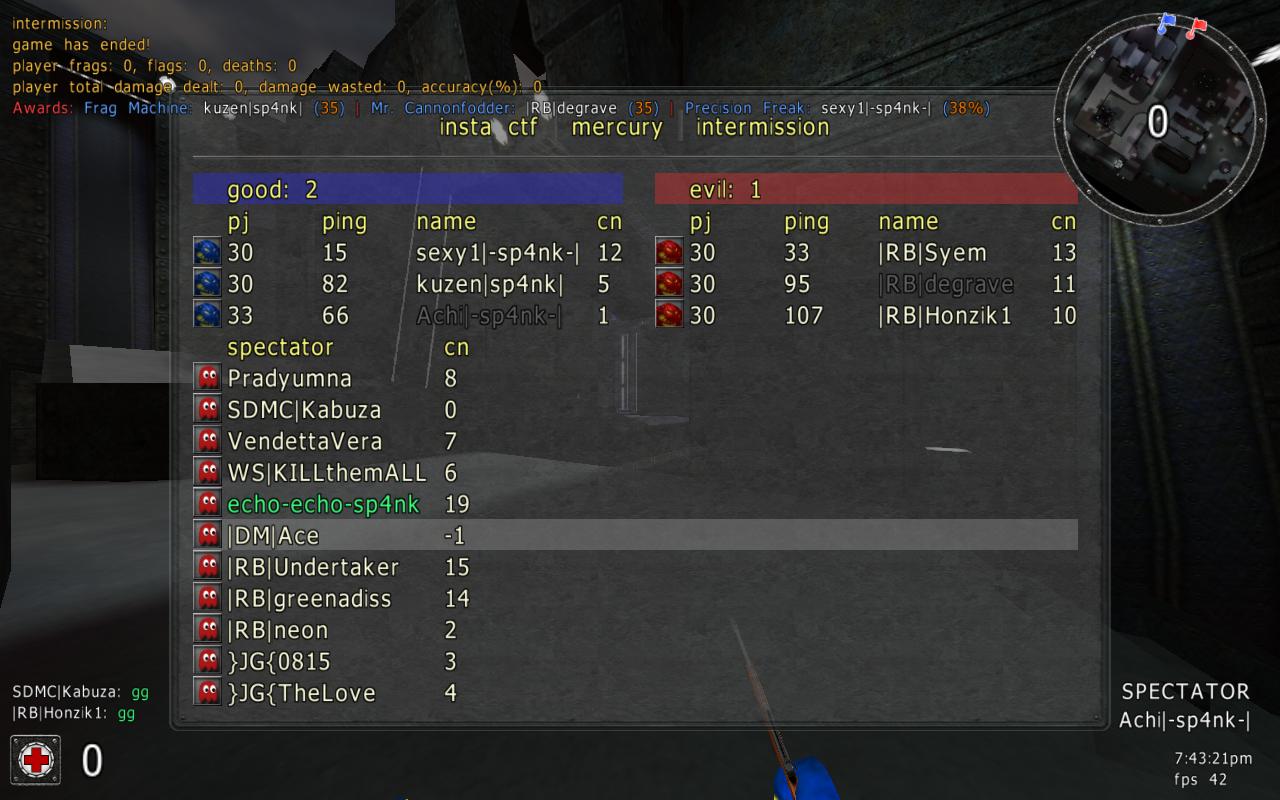 intermission:
game has ended!
player frags: 0, flags: 0, deaths: 0
player total damage dealt: 0, damage wasted: 0, accuracy(%): 0
Awards: Frag Machine: kuzen|sp4nk| (35) | Mr. Cannonfodder: |RB|degrave (35) | Precision Freak: sexy1|-sp4nk-| (38%)
insta ctf mercury intermission
0
good: 2 evil: 1
pj ping name cn pj ping name cn
30 15 sexy1|-sp4nk-| 12 30 33 |RB|Syem 13
30 82 kuzen|sp4nk| 5 30 95 |RB|degrave 11
33 66 Achi|-sp4nk-| 1 30 107 |RB|Honzik1 10
spectator cn
Pradyumna 8
SDMC|Kabuza 0
VendettaVera 7
WS|KILLthemALL 6
echo-echo-sp4nk 19
|DM|Ace -1
|RB|Undertaker 15
|RB|greenadiss 14
|RB|neon 2
}JG{0815 3
}JG{TheLove 4
SDMC|Kabuza: gg
|RB|Honzik1: gg
0
SPECTATOR
Achi|-sp4nk-|
7:43:21pm
fps 42